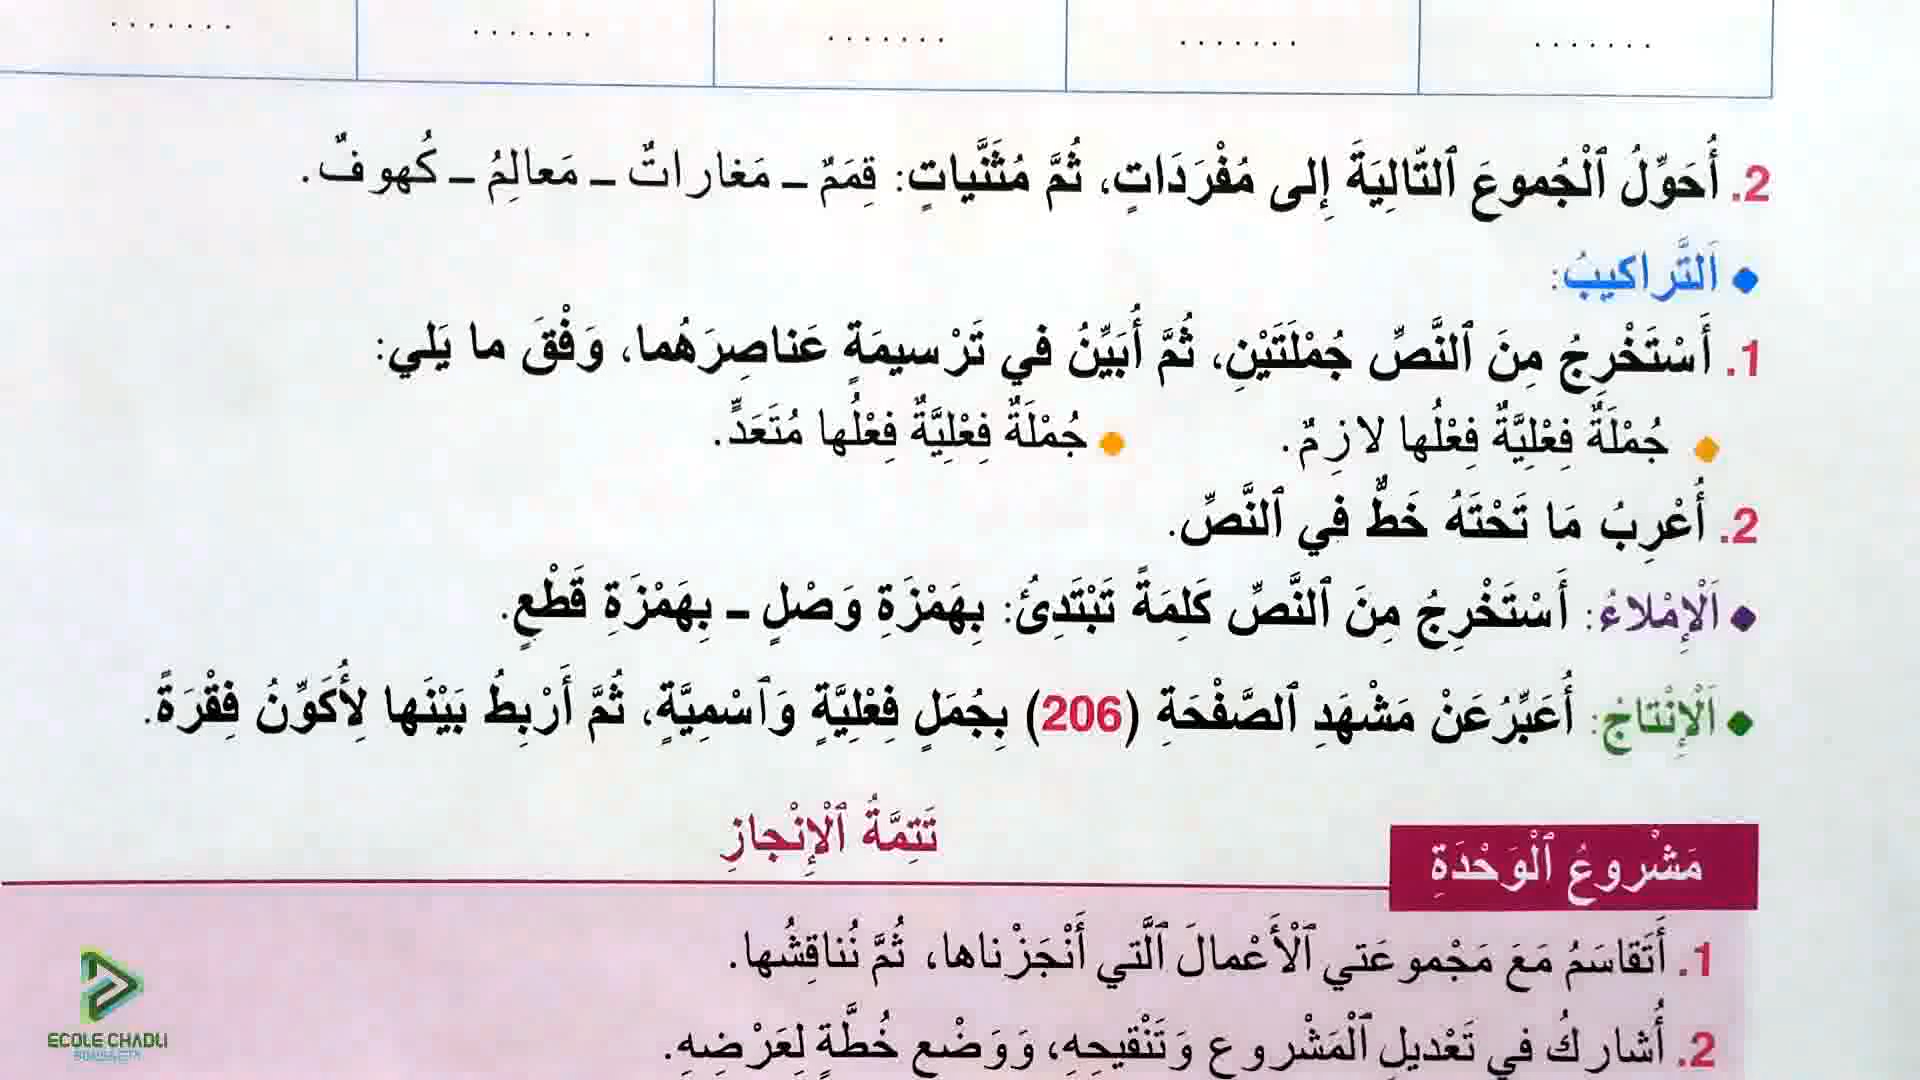 ....... ....... ....... ....... .......
2. أُحَوِّلُ ٱلْجُموعَ ٱلتّالِيَةَ إِلى مُفْرَدَاتٍ، ثُمَّ مُثَنَّياتٍ: قِمَمٌ ـ مَغاراتٌ ـ مَعالِمُ ـ كُهوفٌ.
◆ اَلتَّراكيبُ:
1. أَسْتَخْرِجُ مِنَ ٱلنَّصِّ جُمْلَتَيْنِ، ثُمَّ أُبَيِّنُ في تَرْسيمَةٍ عَناصِرَهُما، وَفْقَ ما يَلي:
◆ جُمْلَةٌ فِعْلِيَّةٌ فِعْلُها لازِمٌ. ◆ جُمْلَةٌ فِعْلِيَّةٌ فِعْلُها مُتَعَدٍّ.
2. أُعْرِبُ مَا تَحْتَهُ خَطٌّ في ٱلنَّصِّ.
◆ اَلْإِمْلاءُ: أَسْتَخْرِجُ مِنَ ٱلنَّصِّ كَلِمَةً تَبْتَدِئُ: بِهَمْزَةِ وَصْلٍ ـ بِهَمْزَةِ قَطْعٍ.
◆ اَلْإِنْتاجُ: أُعَبِّرُ عَنْ مَشْهَدِ ٱلصَّفْحَةِ (206) بِجُمَلٍ فِعْلِيَّةٍ وَٱسْمِيَّةٍ، ثُمَّ أَرْبِطُ بَيْنَها لِأُكَوِّنُ فِقْرَةً.
تَتِمَّةُ ٱلْإِنْجازِ
مَشْروعُ ٱلْوَحْدَةِ
1. أَتَقاسَمُ مَعَ مَجْموعَتي ٱلْأَعْمالَ ٱلَّتي أَنْجَزْناها، ثُمَّ نُناقِشُها.
2. أُشارِكُ في تَعْديلِ ٱلْمَشْروعِ وَتَنْقيحِهِ، وَوَضْعِ خُطَّةٍ لِعَرْضِهِ.
ECOLE CHADLI